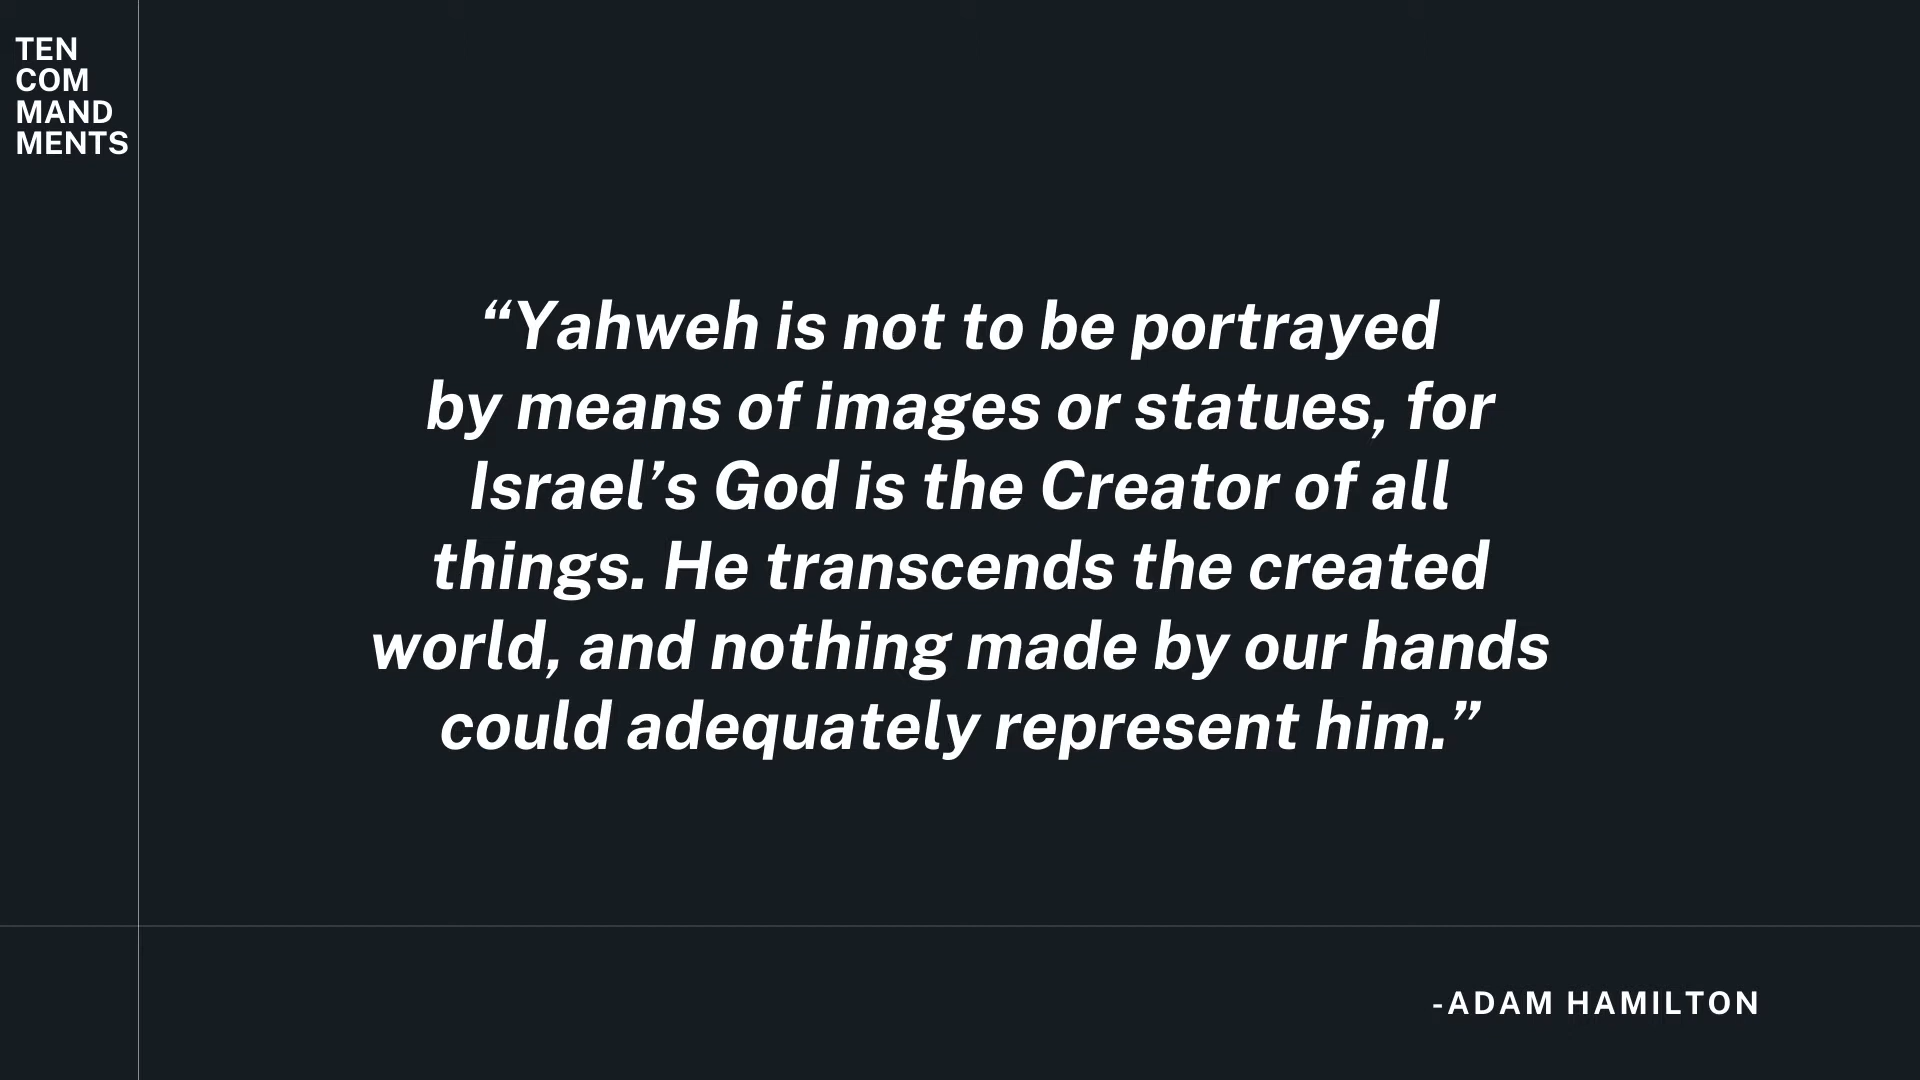 TEN
COM
MAND
MENTS
“Yahweh is not to be portrayed
by means of images or statues, for
Israel’s God is the Creator of all
things. He transcends the created
world, and nothing made by our hands
could adequately represent him.”
-ADAM HAMILTON